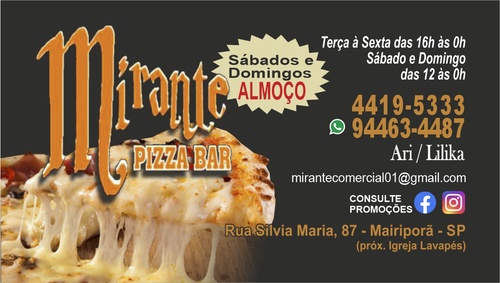 Mirante
PIZZA BAR
Sábados e
Domingos
ALMOÇO
Terça à Sexta das 16h às 0h
Sábado e Domingo
das 12 às 0h
4419-5333
94463-4487
Ari / Lilika
mirantecomercial01@gmail.com
CONSULTE
PROMOÇÕES
Rua Silvia Maria, 87 - Mairiporã - SP
(próx. Igreja Lavapés)